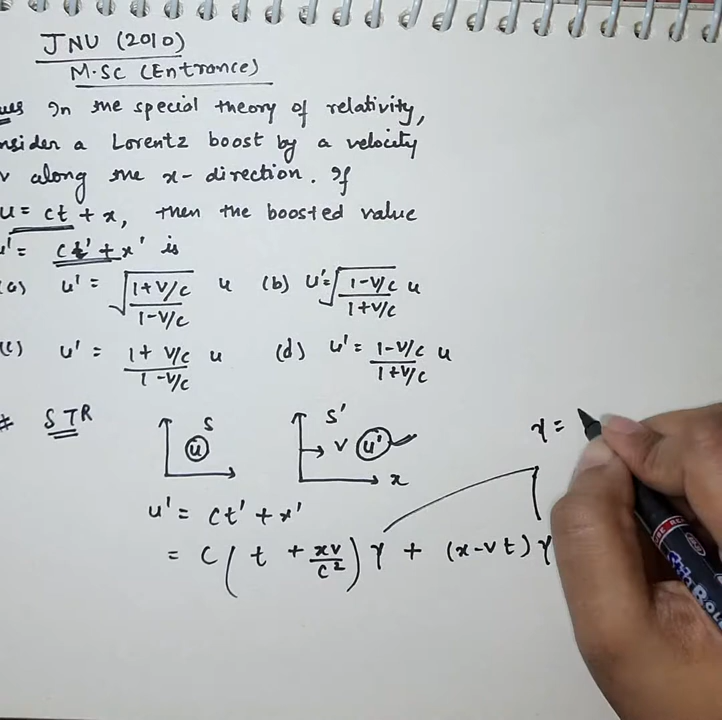 JNU (2010)
M.SC (Entrance)
In the special theory of relativity,
a Lorentz boost by a velocity
v along the x-direction. If
u = ct + x, then the boosted value
u' = ct' + x' is
u' = √((1+v/c)/(1-v/c)) u (b) u' = √((1-v/c)/(1+v/c)) u
(c) u' = (1+v/c)/(1-v/c) u (d) u' = (1-v/c)/(1+v/c) u
# STR S u S' v u' x
γ =
u' = ct' + x'
= c(t + xv/c²)γ + (x-vt)γ